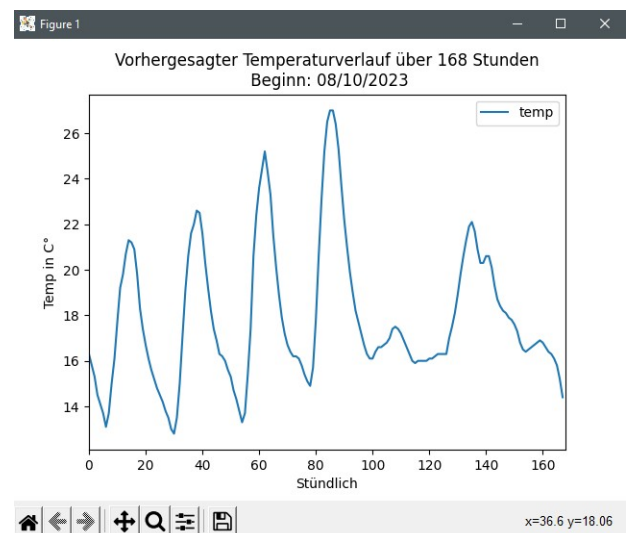 Figure 1
Vorhergesagter Temperaturverlauf über 168 Stunden
Beginn: 08/10/2023
temp
Temp in C°
26
24
22
20
18
16
14
0 20 40 60 80 100 120 140 160
Stündlich
x=36.6 y=18.06